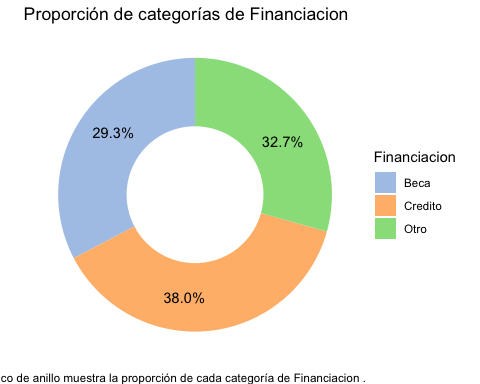 Proporción de categorías de Financiacion
29.3%
32.7%
38.0%
Financiacion
Beca
Credito
Otro
co de anillo muestra la proporción de cada categoría de Financiacion .